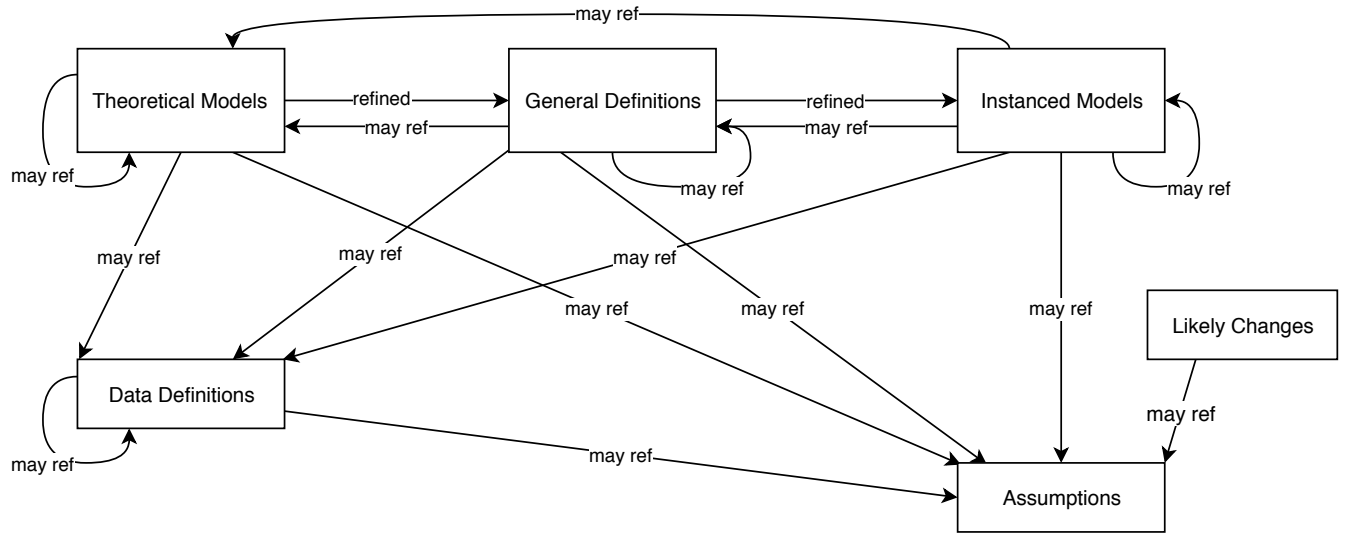 may ref
Theoretical Models
refined
General Definitions
refined
Instanced Models
may ref
may ref
may ref
may ref
may ref
may ref
may ref
may ref
may ref
may ref
may ref
Likely Changes
Data Definitions
may ref
may ref
may ref
may ref
Assumptions